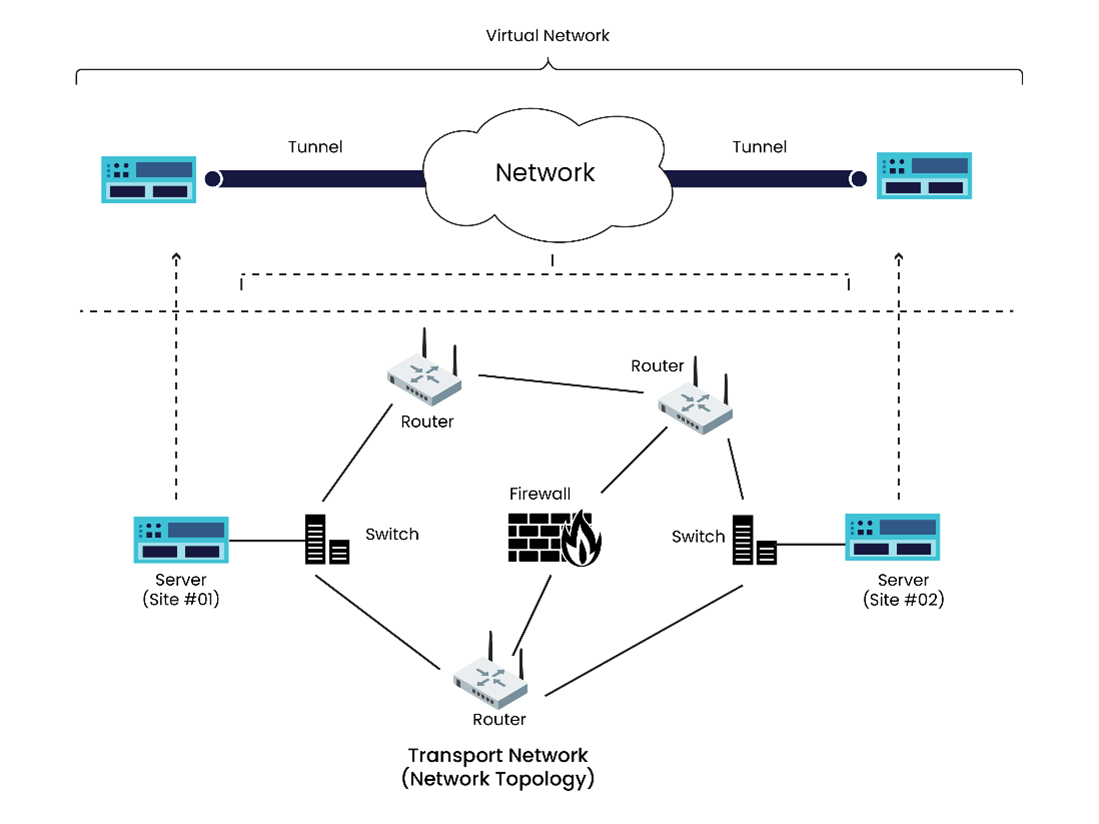 Virtual Network
Tunnel
Network
Tunnel
Router
Router
Firewall
Switch
Switch
Server
(Site #01)
Server
(Site #02)
Router
Transport Network
(Network Topology)